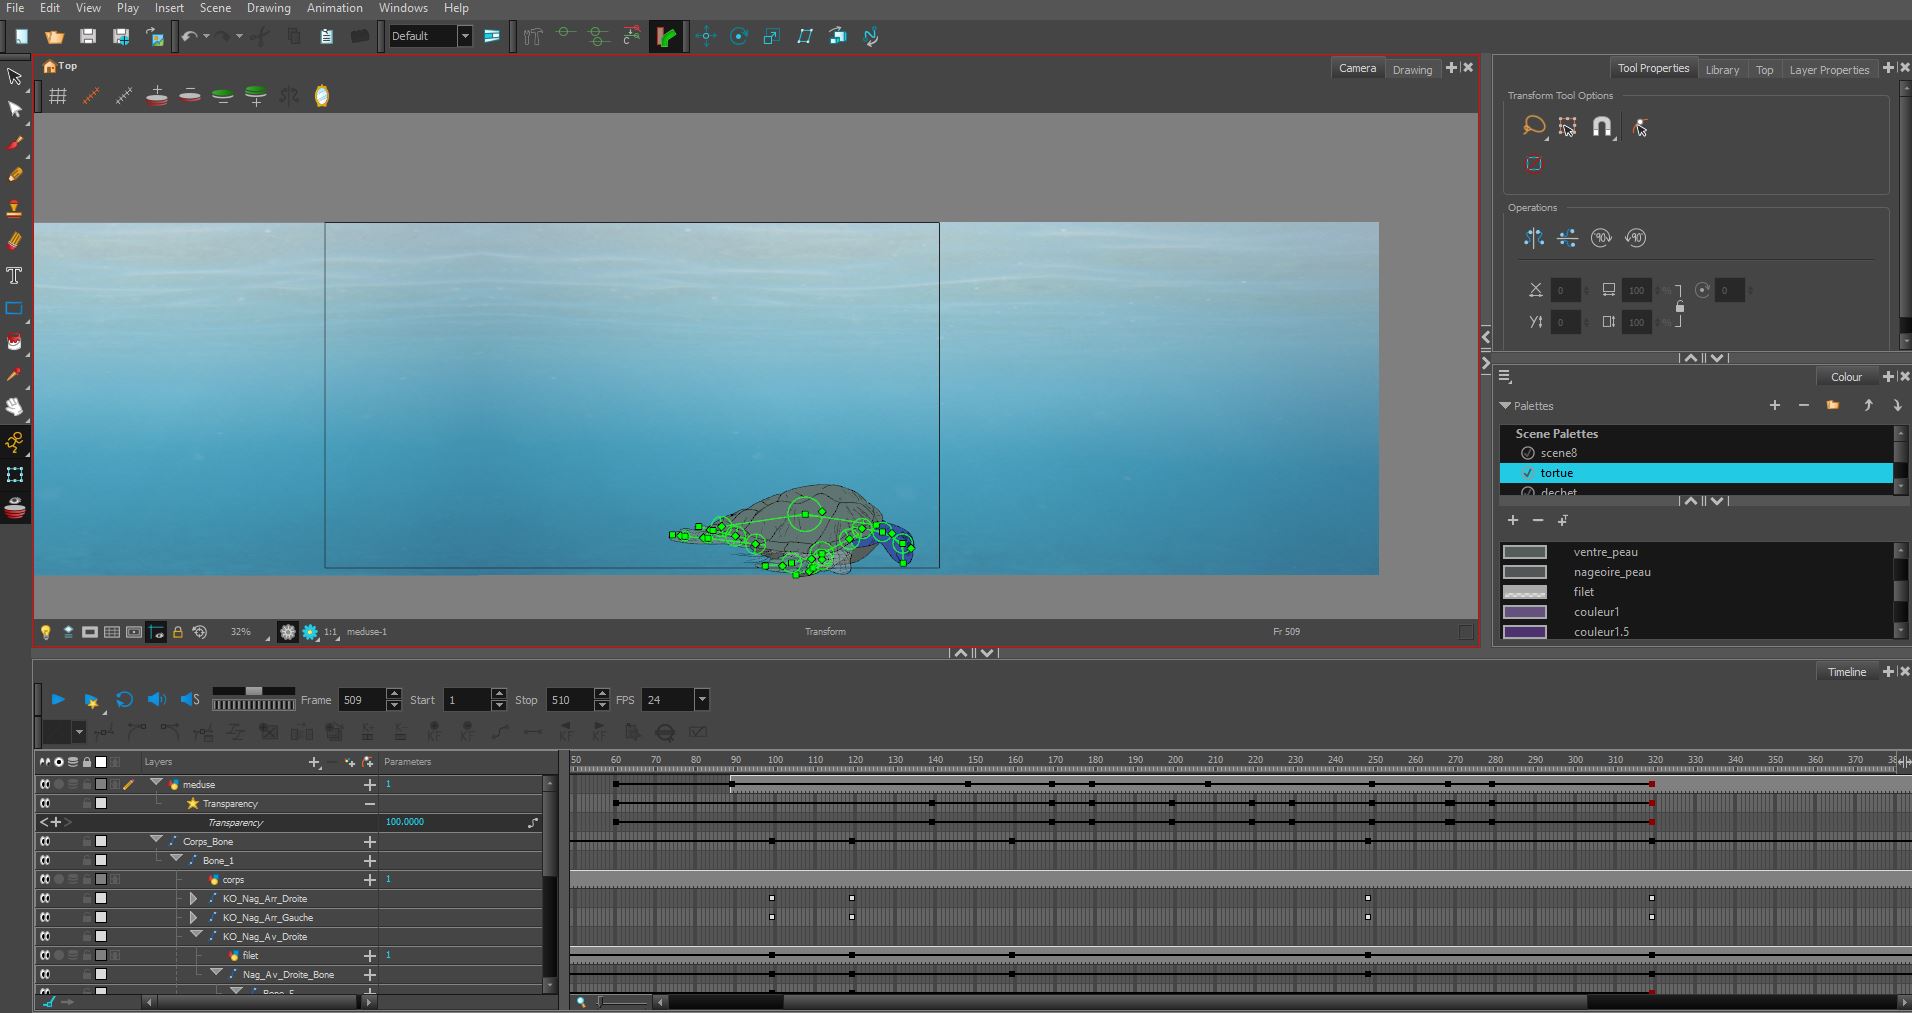 File Edit View Play Insert Scene Drawing Animation Windows Help
Default
Top
Camera Drawing
Tool Properties Library Top Layer Properties
Transform Tool Options
Operations
90 90
X 0 100 % 0
Y 0 100 %
Colour
Palettes
Scene Palettes
scene8
tortue
dechet
ventre_peau
nageoire_peau
filet
couleur1
couleur1.5
32% 1:1 meduse-1 Transform Fr 509
Timeline
Frame 509 Start 1 Stop 510 FPS 24
Layers Parameters
50 60 70 80 90 100 110 120 130 140 150 160 170 180 190 200 210 220 230 240 250 260 270 280 290 300 310 320 330 340 350 360 370
meduse 1
Transparency
Transparency 100.0000
Corps_Bone
Bone_1
corps 1
KO_Nag_Arr_Droite
KO_Nag_Arr_Gauche
KO_Nag_Av_Droite
filet 1
Nag_Av_Droite_Bone